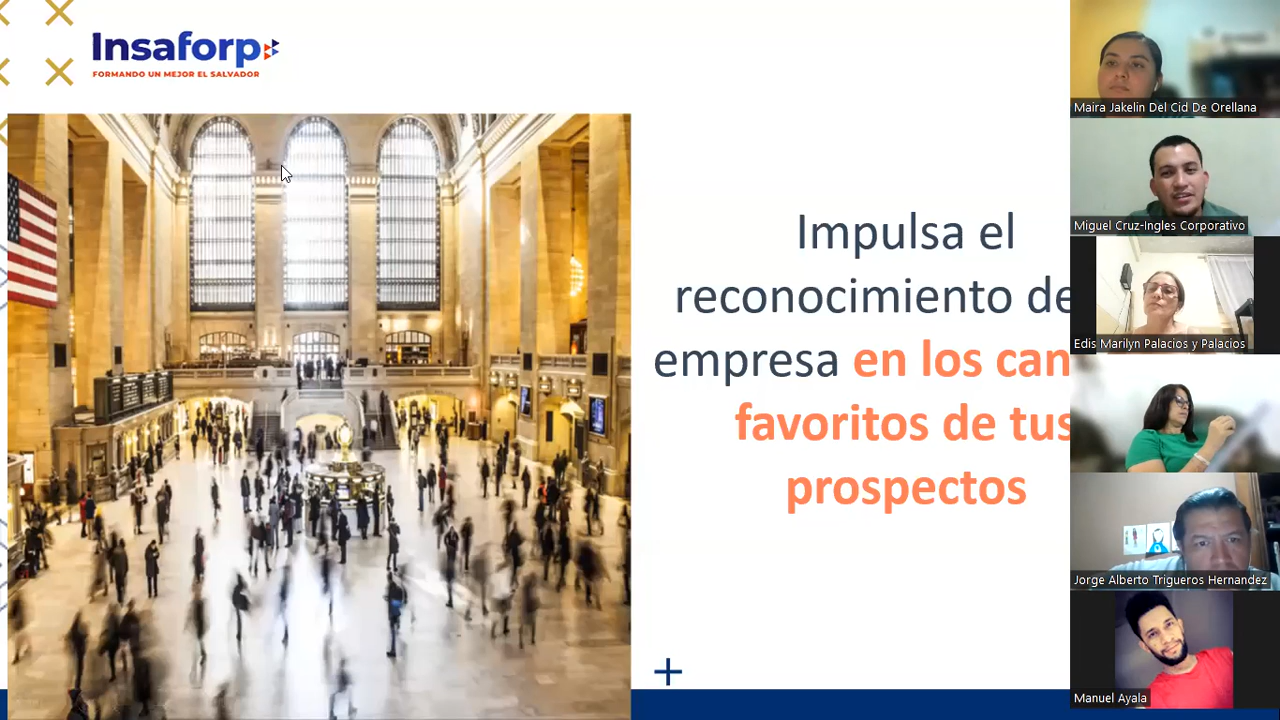 Insaforp
FORMANDO UN MEJOR EL SALVADOR
Impulsa el
reconocimiento de
empresa en los can
favoritos de tus
prospectos
Maira Jakelin Del Cid De Orellana
Miguel Cruz-Ingles Corporativo
Edis Marilyn Palacios y Palacios
Jorge Alberto Trigueros Hernandez
Manuel Ayala